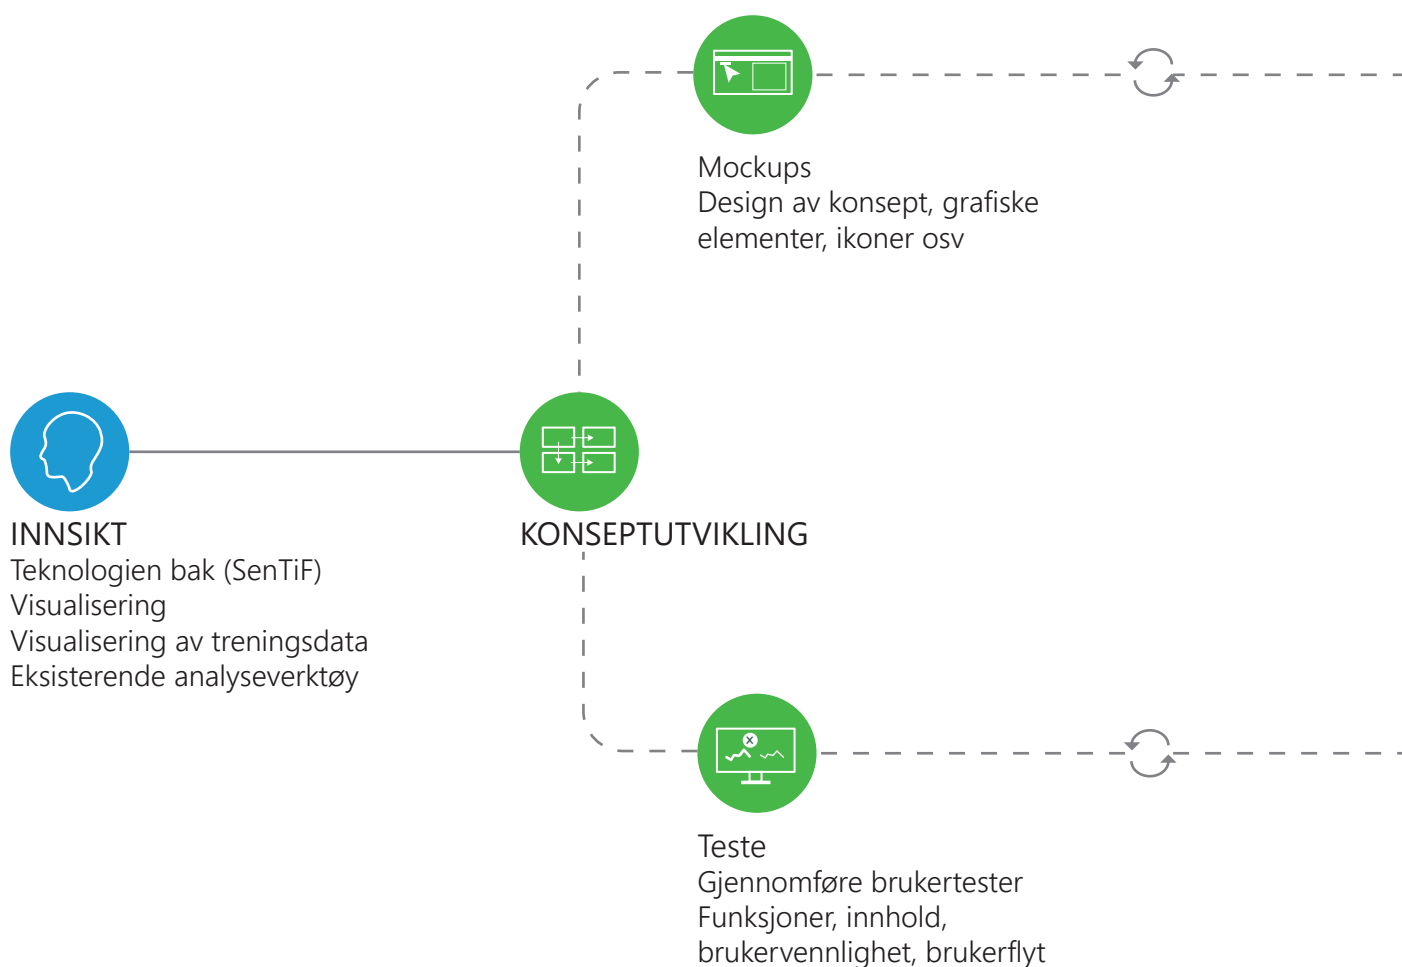 Mockups
Design av konsept, grafiske
elementer, ikoner osv
INNSIKT
Teknologien bak (SenTiF)
Visualisering
Visualisering av treningsdata
Eksisterende analyseverktøy
KONSEPTUTVIKLING
Teste
Gjennomføre brukertester
Funksjoner, innhold,
brukervennlighet, brukerflyt